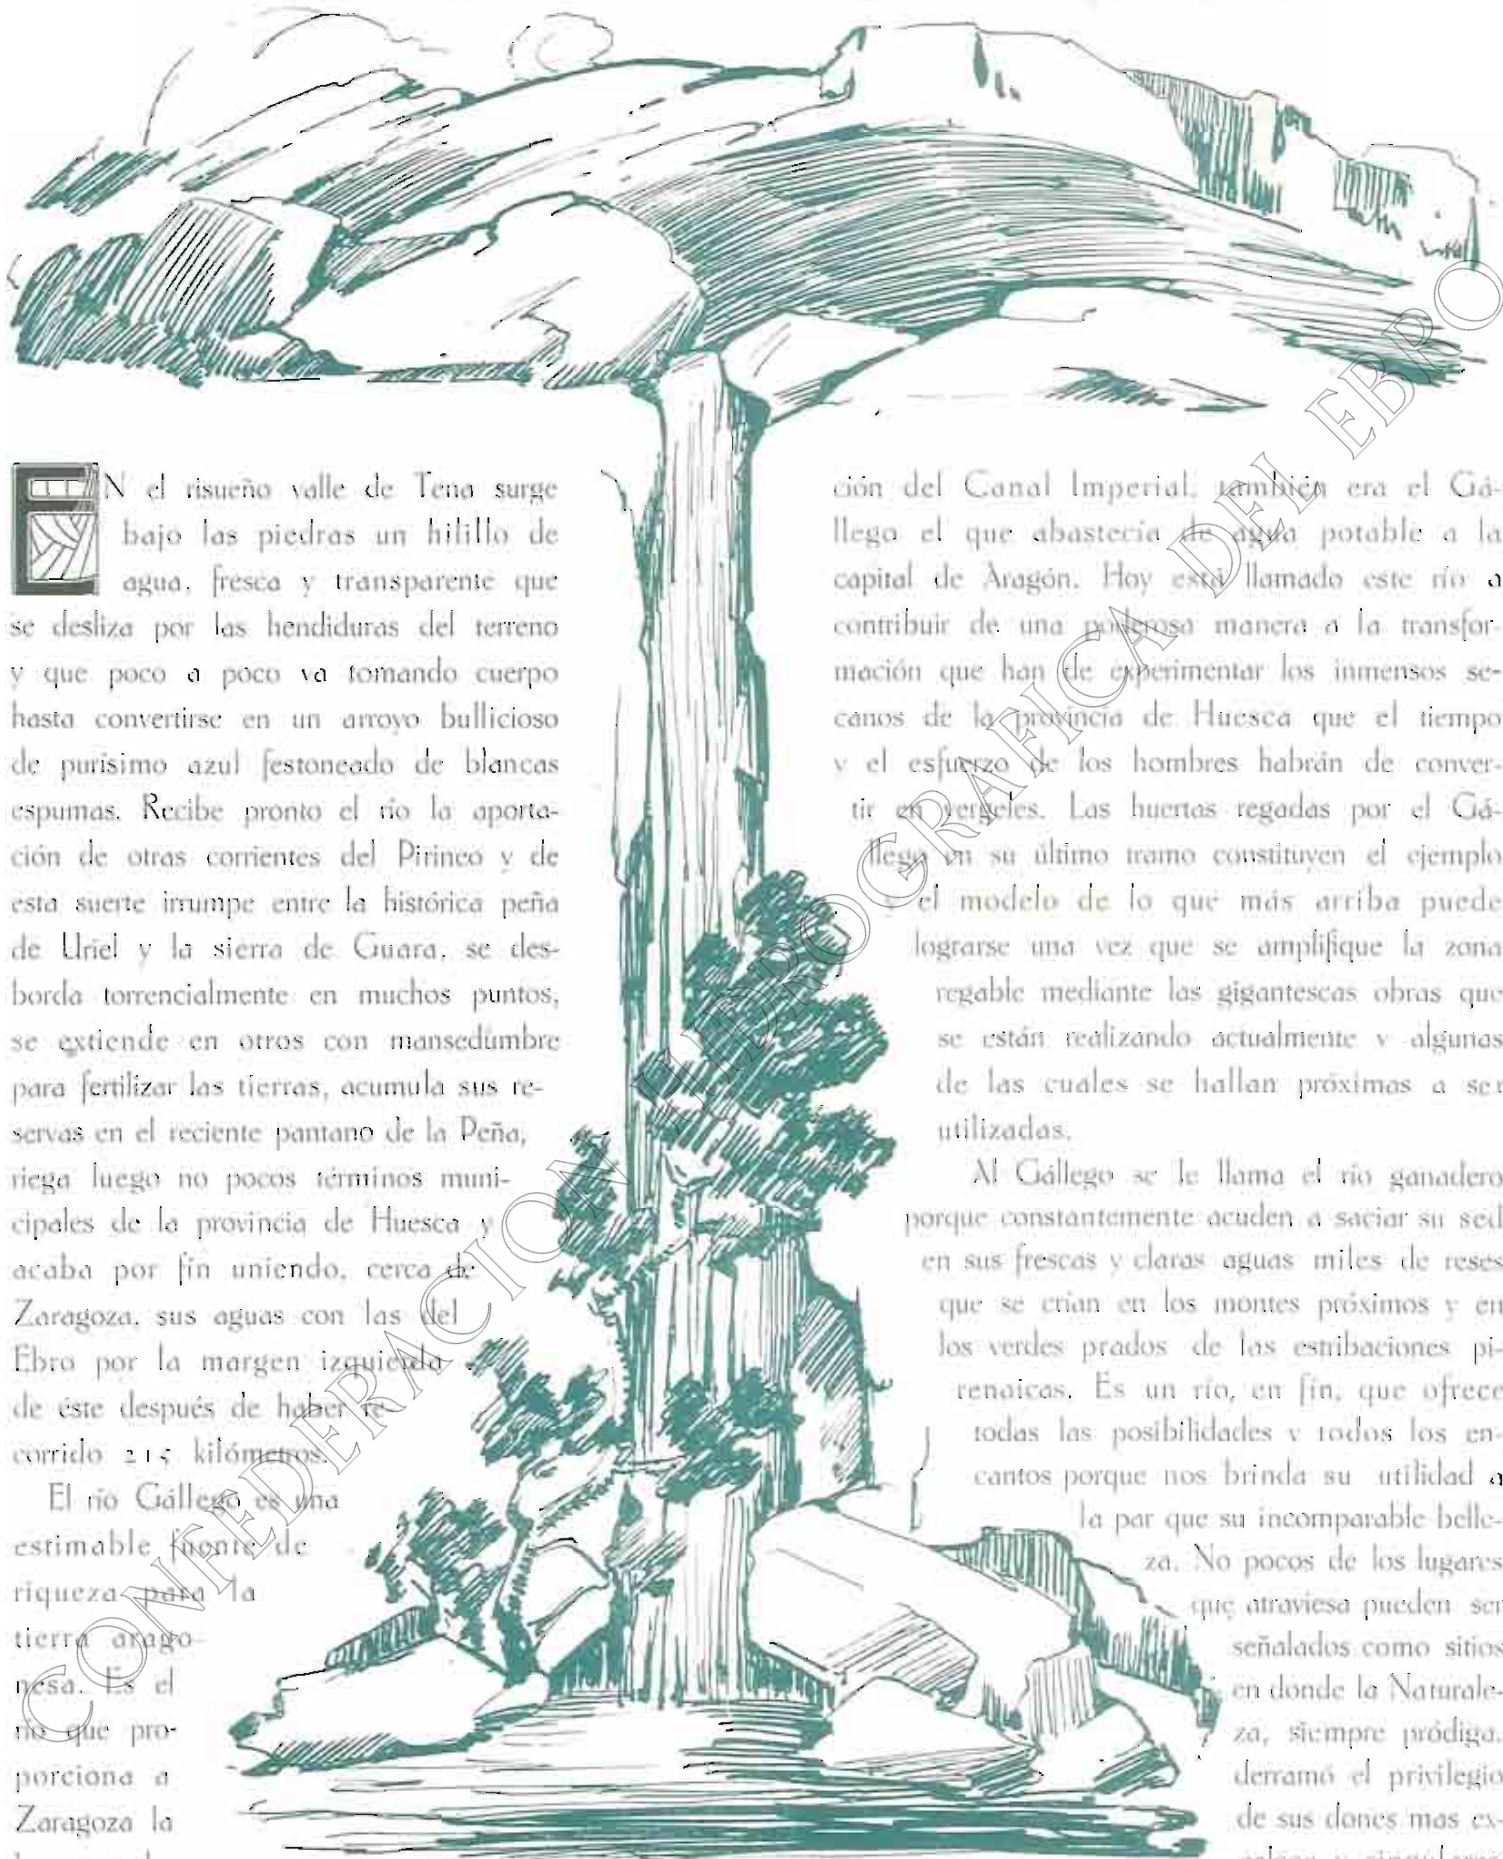 EN el risueño valle de Tena surge
bajo las piedras un hilillo de
agua, fresca y transparente que
se desliza por las hendiduras del terreno
y que poco a poco va tomando cuerpo
hasta convertirse en un arroyo bullicioso
de purísimo azul festoneado de blancas
espumas. Recibe pronto el río la aporta-
ción de otras corrientes del Pirineo y de
esta suerte irrumpe entre la histórica peña
de Uriel y la sierra de Guara, se des-
borda torrencialmente en muchos puntos,
se extiende en otros con mansedumbre
para fertilizar las tierras, acumula sus re-
servas en el reciente pantano de la Peña,
riega luego no pocos términos muni-
cipales de la provincia de Huesca y
acaba por fin uniendo, cerca de
Zaragoza, sus aguas con las del
Ebro por la margen izquierda
de éste después de haber re-
corrido 215 kilómetros.
El río Gállego es una
estimable fuente de
riqueza para la
tierra arago-
nesa. Es el
río que pro-
porciona a
Zaragoza la
ción del Canal Imperial, también era el Gá-
llego el que abastecía de agua potable a la
capital de Aragón. Hoy está llamado este río a
contribuir de una poderosa manera a la transfor-
mación que han de experimentar los inmensos se-
canos de la provincia de Huesca que el tiempo
y el esfuerzo de los hombres habrán de conver-
tir en vergeles. Las huertas regadas por el Gá-
llego en su último tramo constituyen el ejemplo
y el modelo de lo que más arriba puede
lograrse una vez que se amplifique la zona
regable mediante las gigantescas obras que
se están realizando actualmente y algunas
de las cuales se hallan próximas a ser
utilizadas.
Al Gállego se le llama el río ganadero
porque constantemente acuden a saciar su sed
en sus frescas y claras aguas miles de reses
que se crían en los montes próximos y en
los verdes prados de las estribaciones pi-
renaicas. Es un río, en fin, que ofrece
todas las posibilidades y todos los en-
cantos porque nos brinda su utilidad a
la par que su incomparable belle-
za. No pocos de los lugares
que atraviesa pueden ser
señalados como sitios
en donde la Naturale-
za, siempre pródiga,
derramó el privilegio
de sus dones mas ex-
CONFEDERACION HIDROGRAFICA DEL EBRO